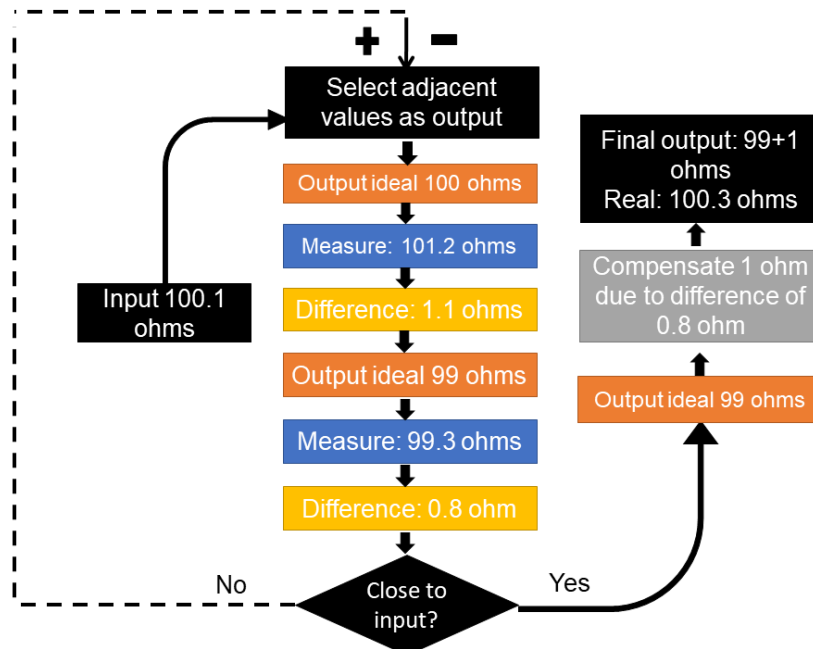 + −
Select adjacent
values as output
Output ideal 100 ohms
Measure: 101.2 ohms
Difference: 1.1 ohms
Output ideal 99 ohms
Measure: 99.3 ohms
Difference: 0.8 ohm
Close to
input?
No
Yes
Input 100.1
ohms
Final output: 99+1
ohms
Real: 100.3 ohms
Compensate 1 ohm
due to difference of
0.8 ohm
Output ideal 99 ohms